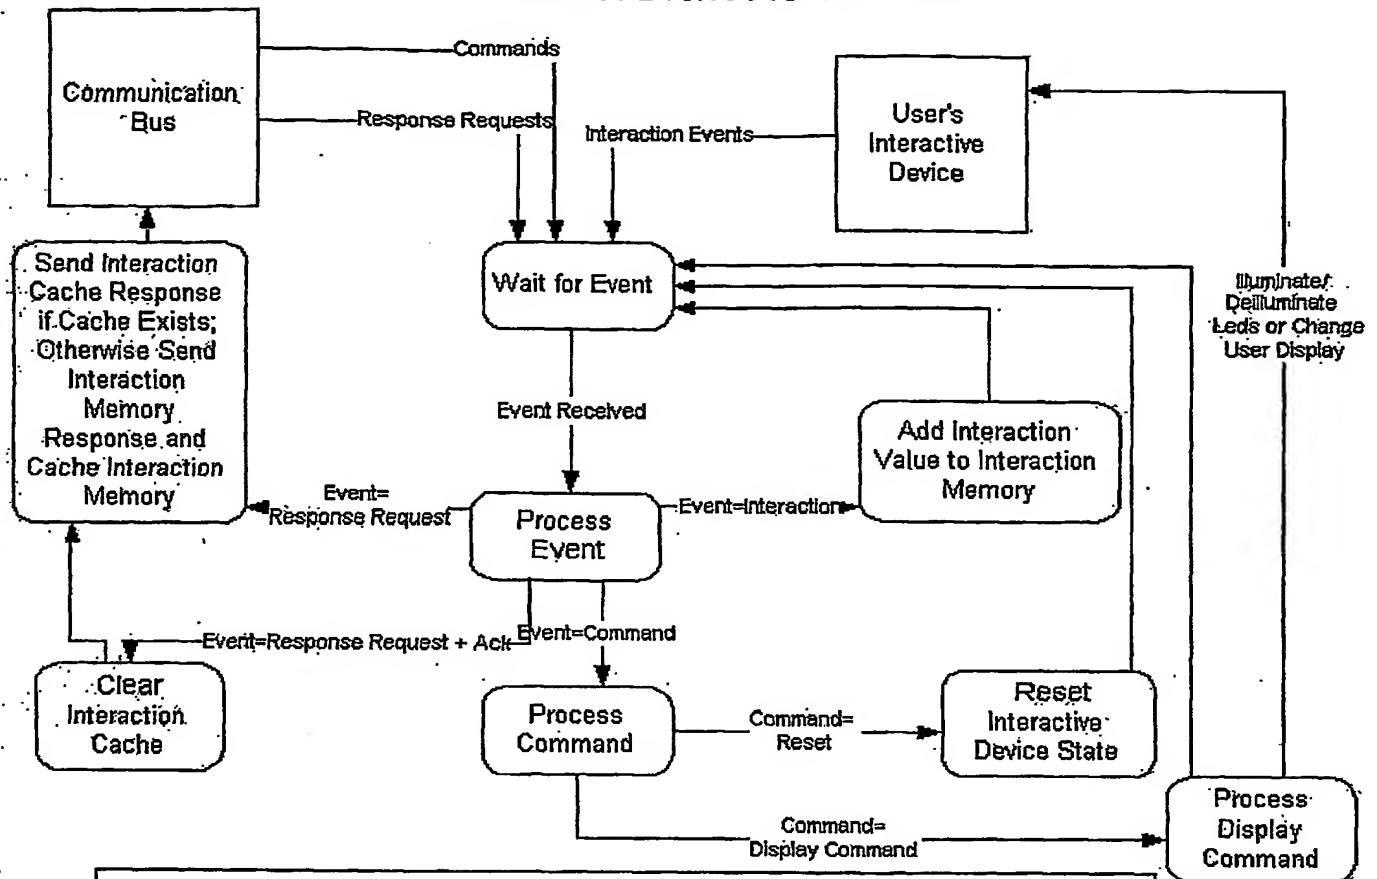 Communication
Bus
Commands
Response Requests
Interaction Events
User's
Interactive
Device
Send Interaction
Cache Response
if Cache Exists;
Otherwise Send
Interaction
Memory
Response and
Cache Interaction
Memory
Wait for Event
Illuminate/
Deilluminate
Leds or Change
User Display
Event Received
Add Interaction
Value to Interaction
Memory
Event=
Response Request
Process
Event
Event=Interaction
Event=Response Request + Ack
Event=Command
Clear
Interaction
Cache
Process
Command
Command=
Reset
Reset
Interactive
Device State
Command=
Display Command
Process
Display
Command